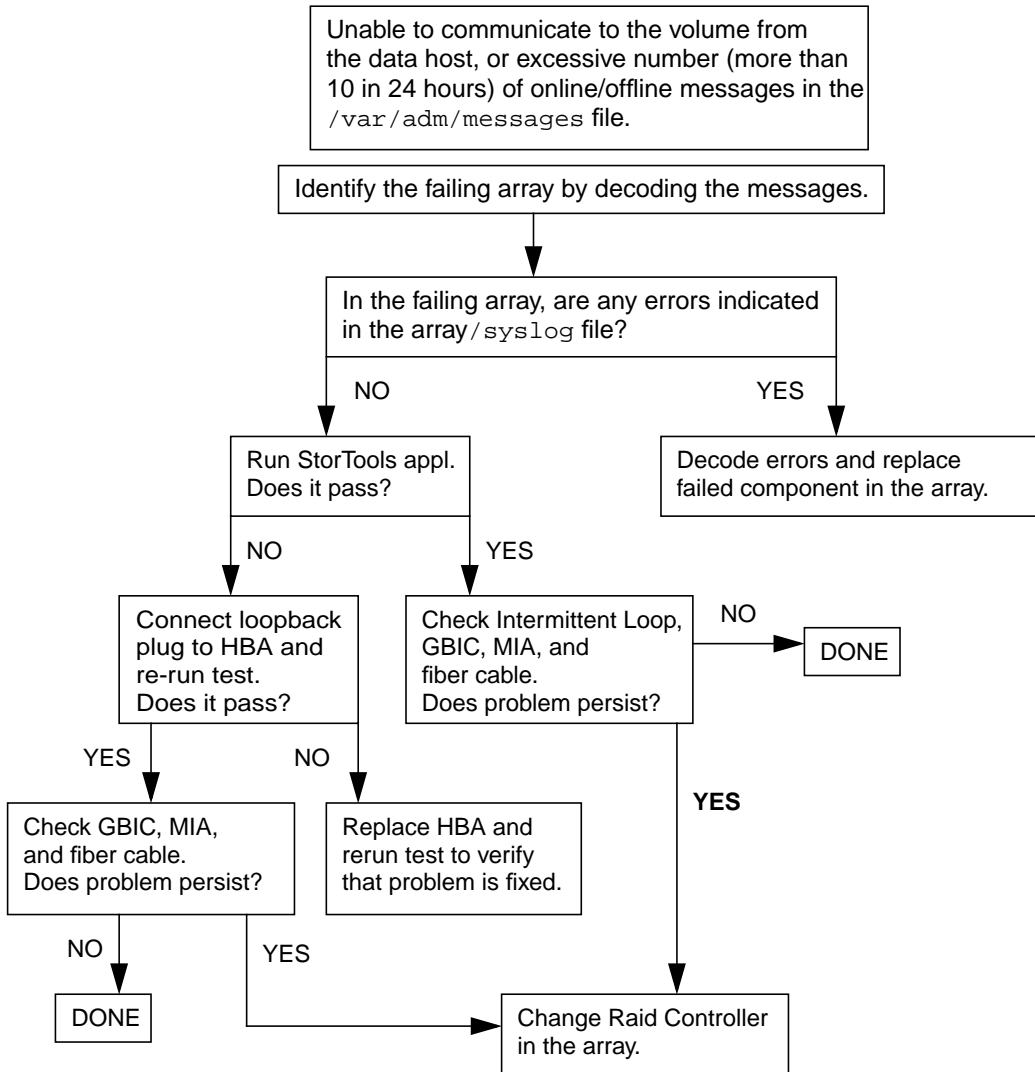 Unable to communicate to the volume from
the data host, or excessive number (more than
10 in 24 hours) of online/offline messages in the
/var/adm/messages file.
Identify the failing array by decoding the messages.
In the failing array, are any errors indicated
in the array/syslog file?
NO
YES
Run StorTools appl.
Does it pass?
Decode errors and replace
failed component in the array.
NO
YES
Connect loopback
plug to HBA and
re-run test.
Does it pass?
Check Intermittent Loop,
GBIC, MIA, and
fiber cable.
Does problem persist?
NO
DONE
YES
NO
YES
Check GBIC, MIA,
and fiber cable.
Does problem persist?
Replace HBA and
rerun test to verify
that problem is fixed.
NO
YES
DONE
Change Raid Controller
in the array.